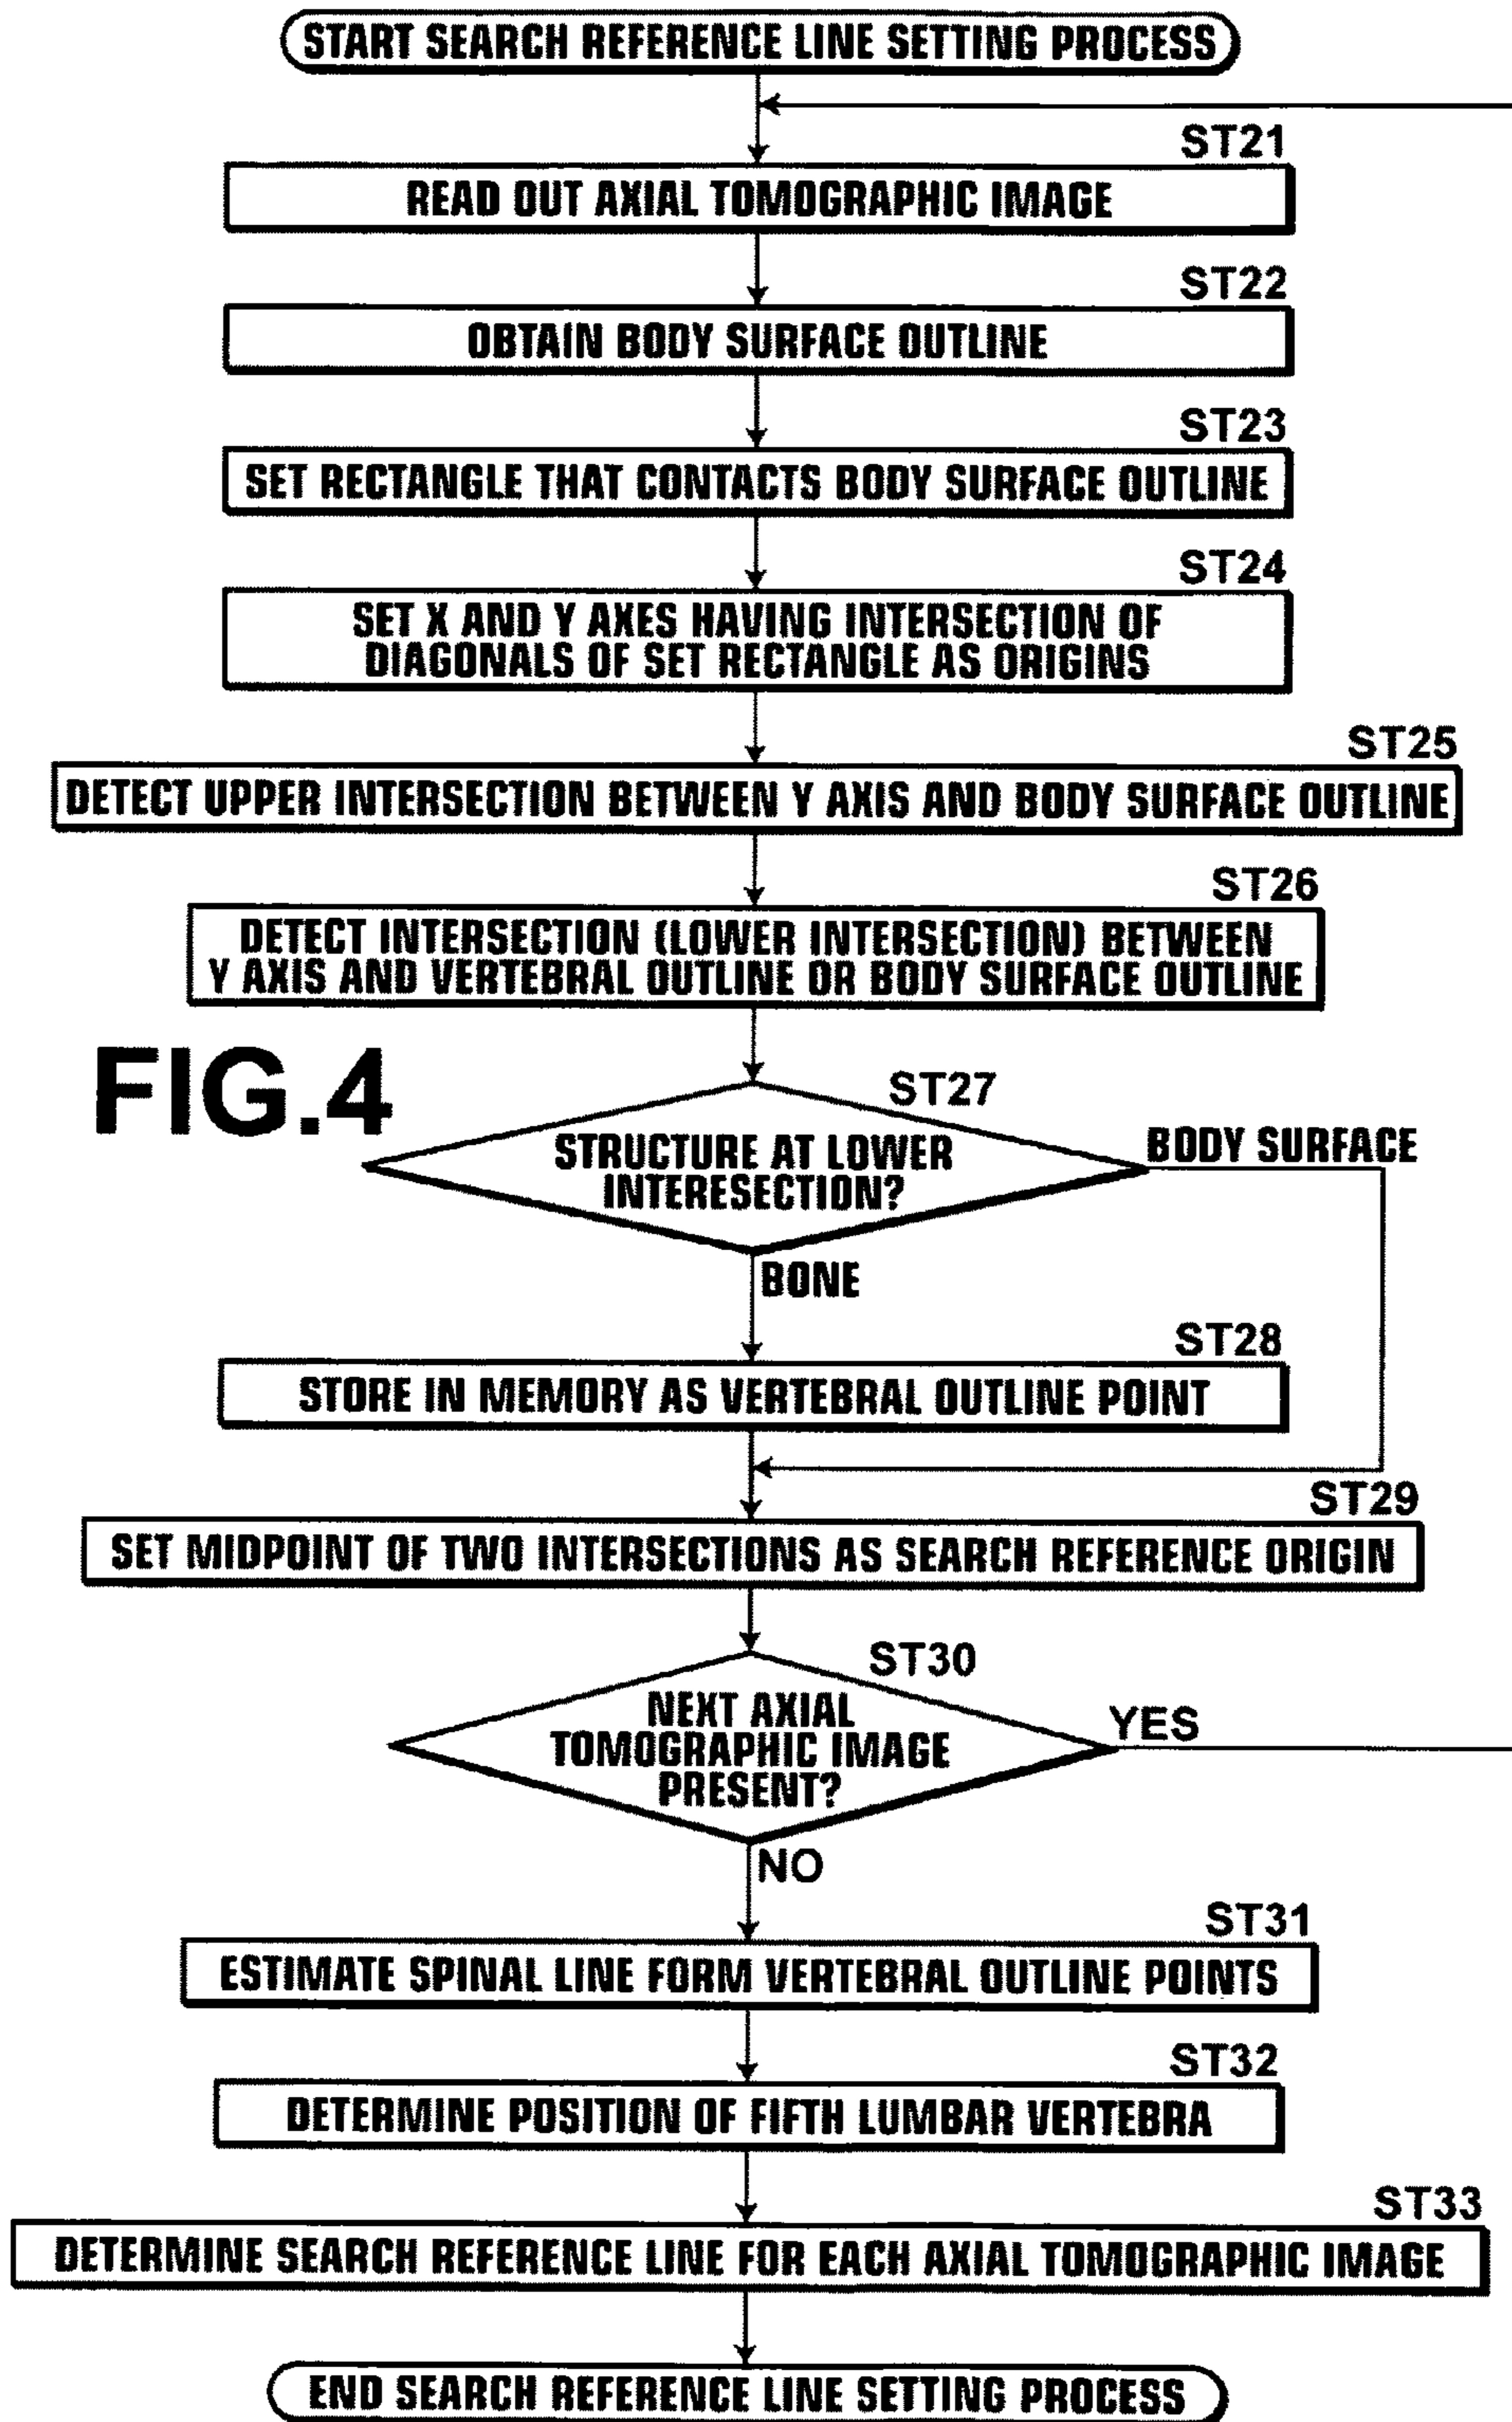 START SEARCH REFERENCE LINE SETTING PROCESS
ST21
READ OUT AXIAL TOMOGRAPHIC IMAGE
ST22
OBTAIN BODY SURFACE OUTLINE
ST23
SET RECTANGLE THAT CONTACTS BODY SURFACE OUTLINE
ST24
SET X AND Y AXES HAVING INTERSECTION OF
DIAGONALS OF SET RECTANGLE AS ORIGINS
ST25
DETECT UPPER INTERSECTION BETWEEN Y AXIS AND BODY SURFACE OUTLINE
ST26
DETECT INTERSECTION (LOWER INTERSECTION) BETWEEN
Y AXIS AND VERTEBRAL OUTLINE OR BODY SURFACE OUTLINE
FIG.4
ST27
STRUCTURE AT LOWER
INTERESECTION?
BODY SURFACE
BONE
ST28
STORE IN MEMORY AS VERTEBRAL OUTLINE POINT
ST29
SET MIDPOINT OF TWO INTERSECTIONS AS SEARCH REFERENCE ORIGIN
ST30
NEXT AXIAL
TOMOGRAPHIC IMAGE
PRESENT?
YES
NO
ST31
ESTIMATE SPINAL LINE FORM VERTEBRAL OUTLINE POINTS
ST32
DETERMINE POSITION OF FIFTH LUMBAR VERTEBRA
ST33
DETERMINE SEARCH REFERENCE LINE FOR EACH AXIAL TOMOGRAPHIC IMAGE
END SEARCH REFERENCE LINE SETTING PROCESS